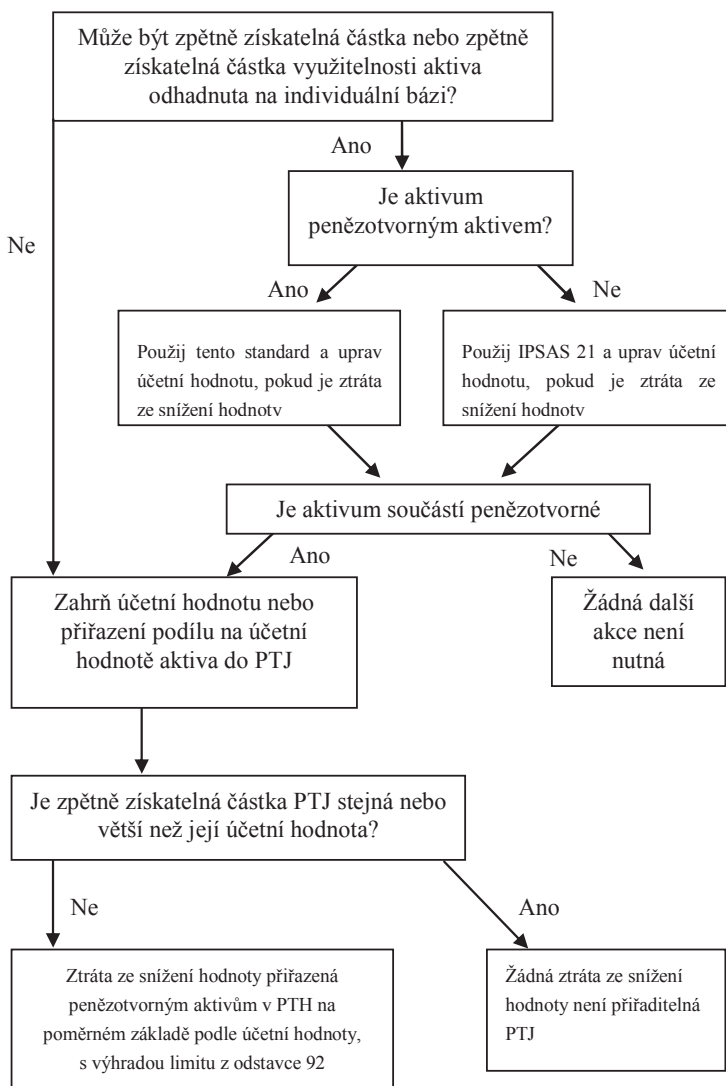 Může být zpětně získatelná částka nebo zpětně
získatelná částka využitelnosti aktiva
odhadnuta na individuální bázi?
Ano
Je aktivum
penězotvorným aktivem?
Ne
Ano
Ne
Použij tento standard a uprav
účetní hodnotu, pokud je ztráta
ze snížení hodnotv
Použij IPSAS 21 a uprav účetní
hodnotu, pokud je ztráta ze
snížení hodnotv
Je aktivum součástí penězotvorné
Ano
Ne
Zahrň účetní hodnotu nebo
přiřazení podílu na účetní
hodnotě aktiva do PTJ
Žádná další
akce není
nutná
Je zpětně získatelná částka PTJ stejná nebo
větší než její účetní hodnota?
Ne
Ano
Ztráta ze snížení hodnoty přiřazená
penězotvorným aktivům v PTH na
poměrném základě podle účetní hodnoty,
s výhradou limitu z odstavce 92
Žádná ztráta ze snížení
hodnoty není přiřaditelná
PTJ